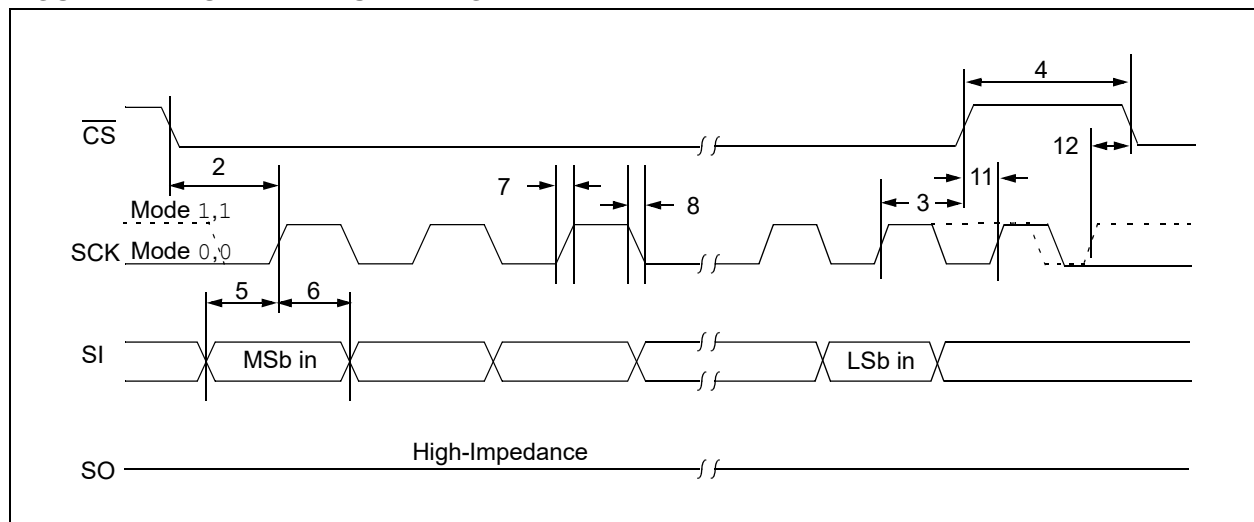 4
CS
12
2
7
11
3
8
Mode 1,1
SCK Mode 0,0
5
6
SI
MSb in
LSb in
High-Impedance
SO